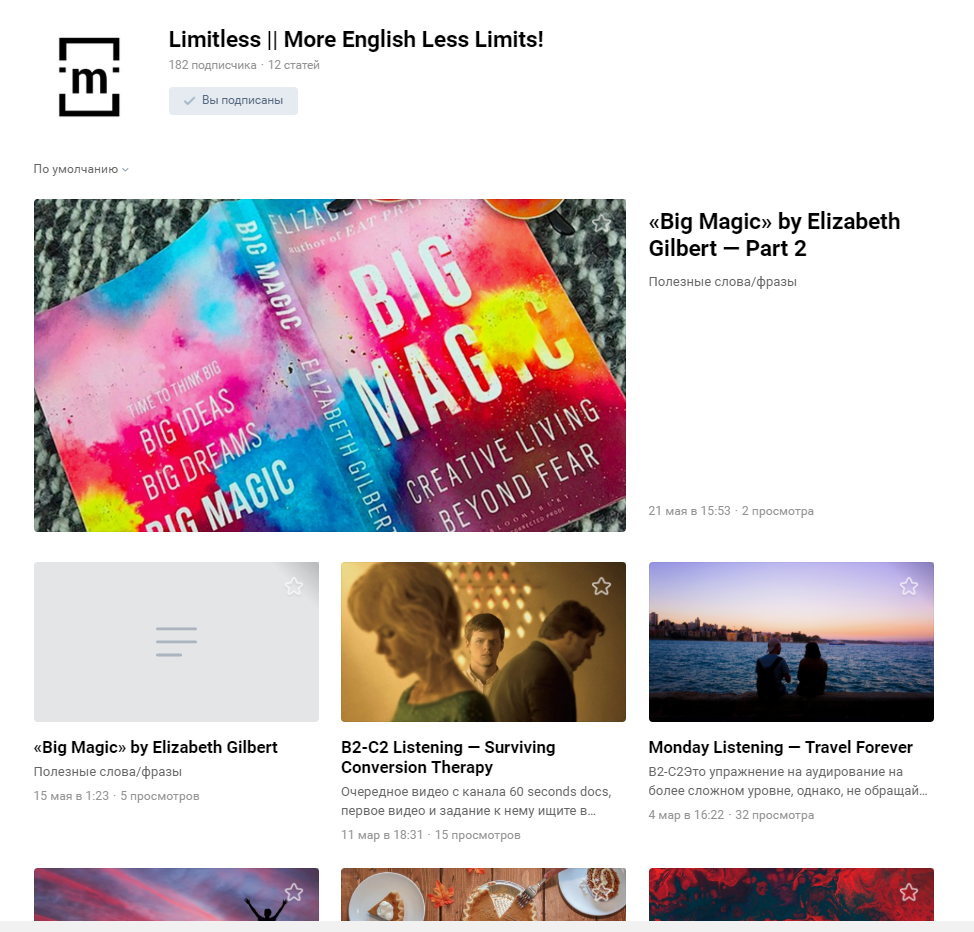 m
Limitless || More English Less Limits!
182 подписчика · 12 статей
Вы подписаны
По умолчанию
«Big Magic» by Elizabeth
Gilbert — Part 2
Полезные слова/фразы
21 мая в 15:53 · 2 просмотра
BIG MAGIC
ELIZABETH GILBERT
TIME TO THINK BIG
BIG IDEAS
BIG DREAMS
BIG MAGIC
author of EAT PRA
BIG
MAGIC
CREATIVE LIVING
BEYOND FEAR
«Big Magic» by Elizabeth Gilbert
Полезные слова/фразы
15 мая в 1:23 · 5 просмотров
B2-C2 Listening — Surviving
Conversion Therapy
Очередное видео с канала 60 seconds docs,
первое видео и задание к нему ищите в…
11 мар в 18:31 · 15 просмотров
Monday Listening — Travel Forever
B2-C2Это упражнение на аудирование на
более сложном уровне, однако, не обращай…
4 мар в 16:22 · 32 просмотра